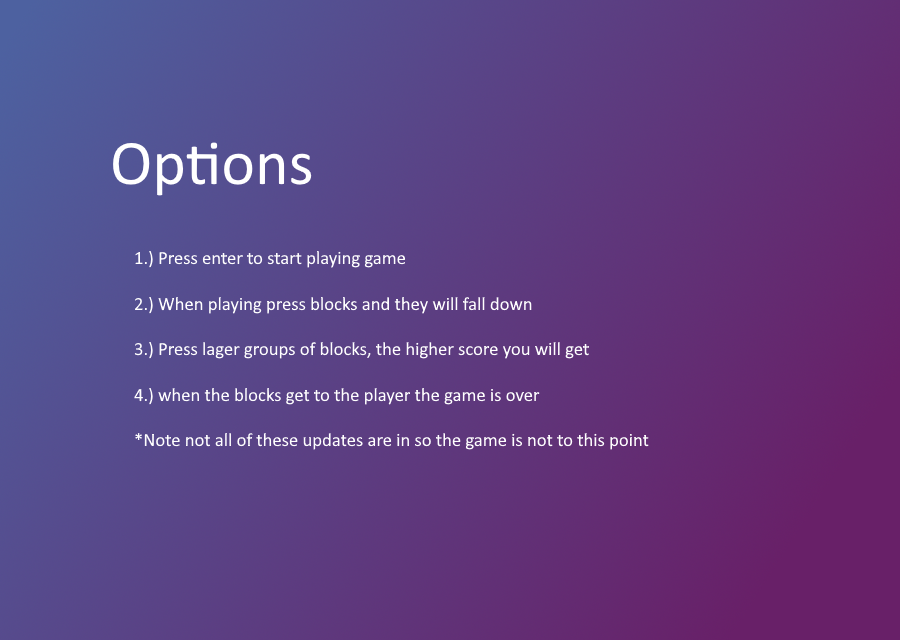 Options
1.) Press enter to start playing game
2.) When playing press blocks and they will fall down
3.) Press lager groups of blocks, the higher score you will get
4.) when the blocks get to the player the game is over
*Note not all of these updates are in so the game is not to this point